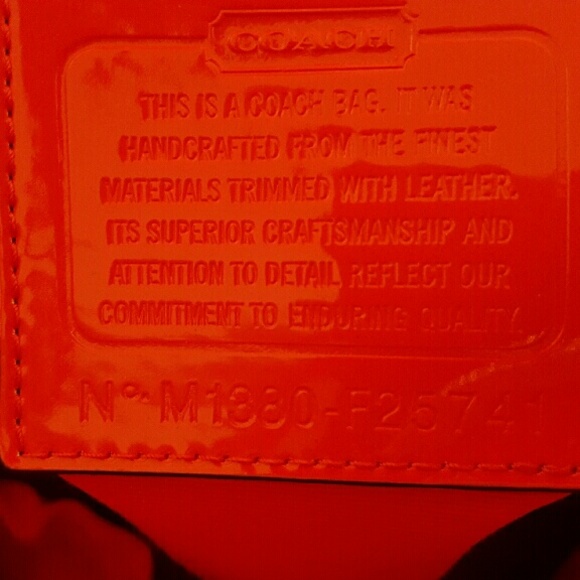 COACH
THIS IS A COACH BAG. IT WAS
HANDCRAFTED FROM THE FINEST
MATERIALS TRIMMED WITH LEATHER.
ITS SUPERIOR CRAFTSMANSHIP AND
ATTENTION TO DETAIL REFLECT OUR
COMMITMENT TO ENDURING QUALITY.
Nº. M1380-F25741